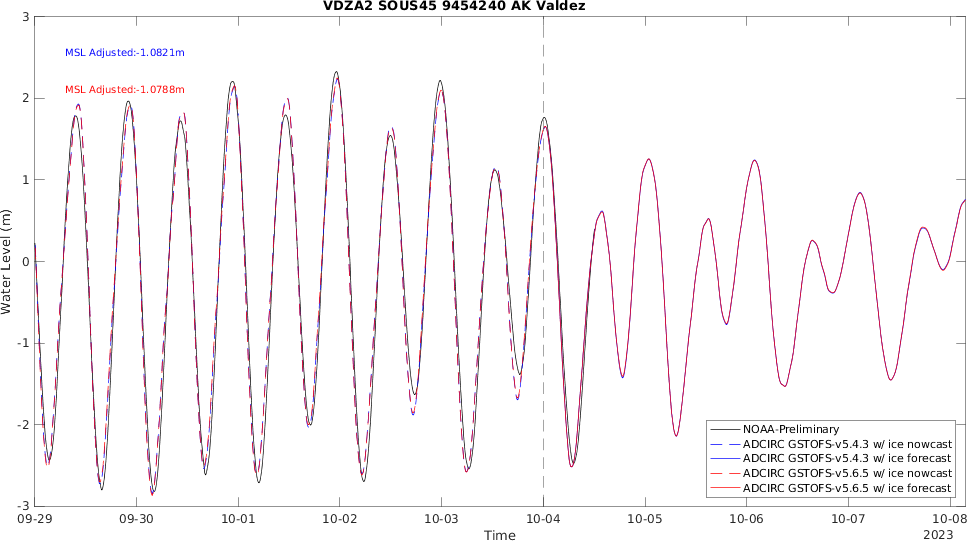 VDZA2 SOUS45 9454240 AK Valdez
MSL Adjusted:-1.0821m
MSL Adjusted:-1.0788m
3
2
1
0
-1
-2
-3
Water Level (m)
NOAA-Preliminary
ADCIRC GSTOFS-v5.4.3 w/ ice nowcast
ADCIRC GSTOFS-v5.4.3 w/ ice forecast
ADCIRC GSTOFS-v5.6.5 w/ ice nowcast
ADCIRC GSTOFS-v5.6.5 w/ ice forecast
09-29 09-30 10-01 10-02 10-03 10-04 10-05 10-06 10-07 10-08
Time
2023